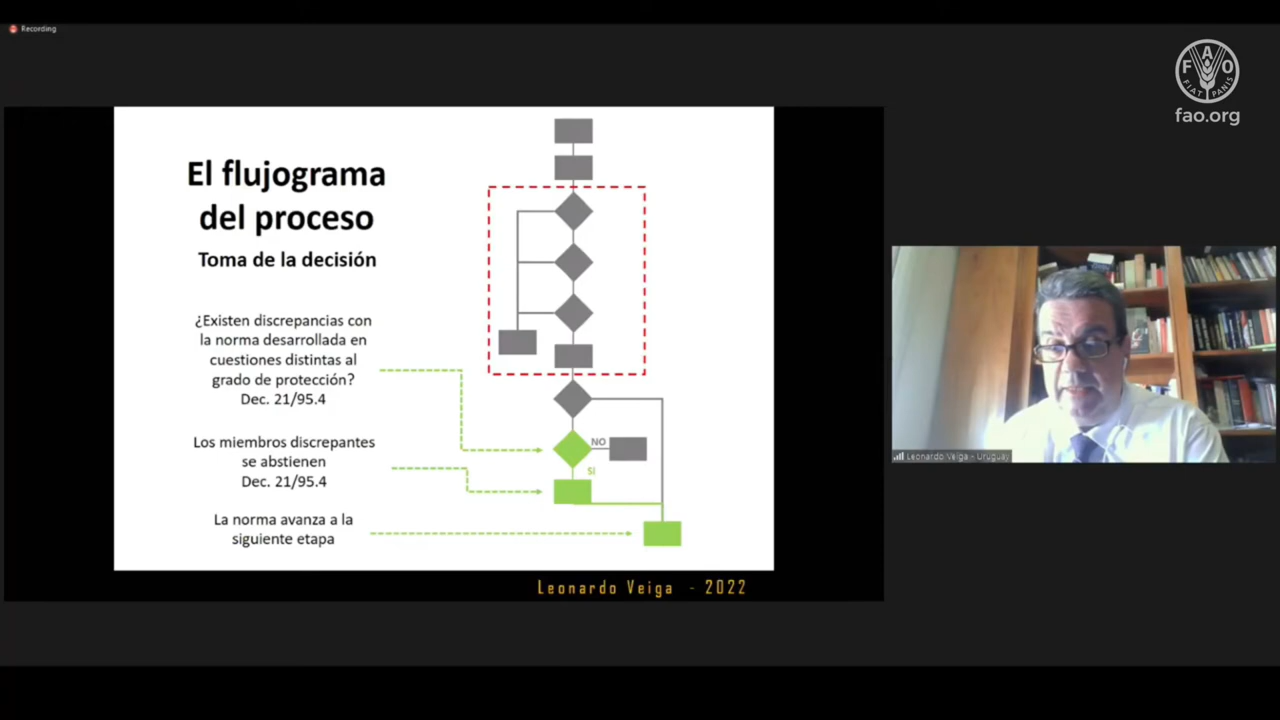 Recording
F A O
FIAT PANIS
fao.org
El flujograma
del proceso
Toma de la decisión
¿Existen discrepancias con
la norma desarrollada en
cuestiones distintas al
grado de protección?
Dec. 21/95.4
Los miembros discrepantes
se abstienen
Dec. 21/95.4
La norma avanza a la
siguiente etapa
NO
SI
Leonardo Veiga - 2022
Leonardo Veiga - Uruguay